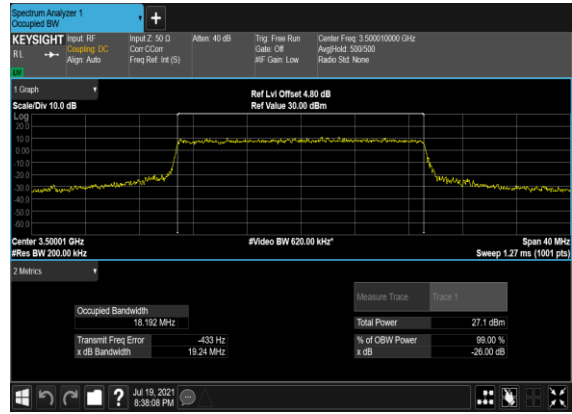 Spectrum Analyzer 1
Occupied BW
+
KEYSIGHT Input: RF Input Z: 50 Ω Atten: 40 dB Trig: Free Run Center Freq: 3.500010000 GHz
RL Coupling: DC Corr CCorr Gate: Off Avg|Hold: 500/500
Align: Auto Freq Ref: Int (S) #IF Gain: Low Radio Std: None
1 Graph
Ref Lvl Offset 4.80 dB
Scale/Div 10.0 dB Ref Value 30.00 dBm
Log
20.0
10.0
0.00
-10.0
-20.0
-30.0
-40.0
-50.0
-60.0
Center 3.50001 GHz #Video BW 620.00 kHz* Span 40 MHz
#Res BW 200.00 kHz Sweep 1.27 ms (1001 pts)
2 Metrics
Measure Trace Trace 1
Occupied Bandwidth
18.192 MHz Total Power 27.1 dBm
Transmit Freq Error -433 Hz % of OBW Power 99.00 %
x dB Bandwidth 19.24 MHz x dB -26.00 dB
? Jul 19, 2021
8:38:08 PM